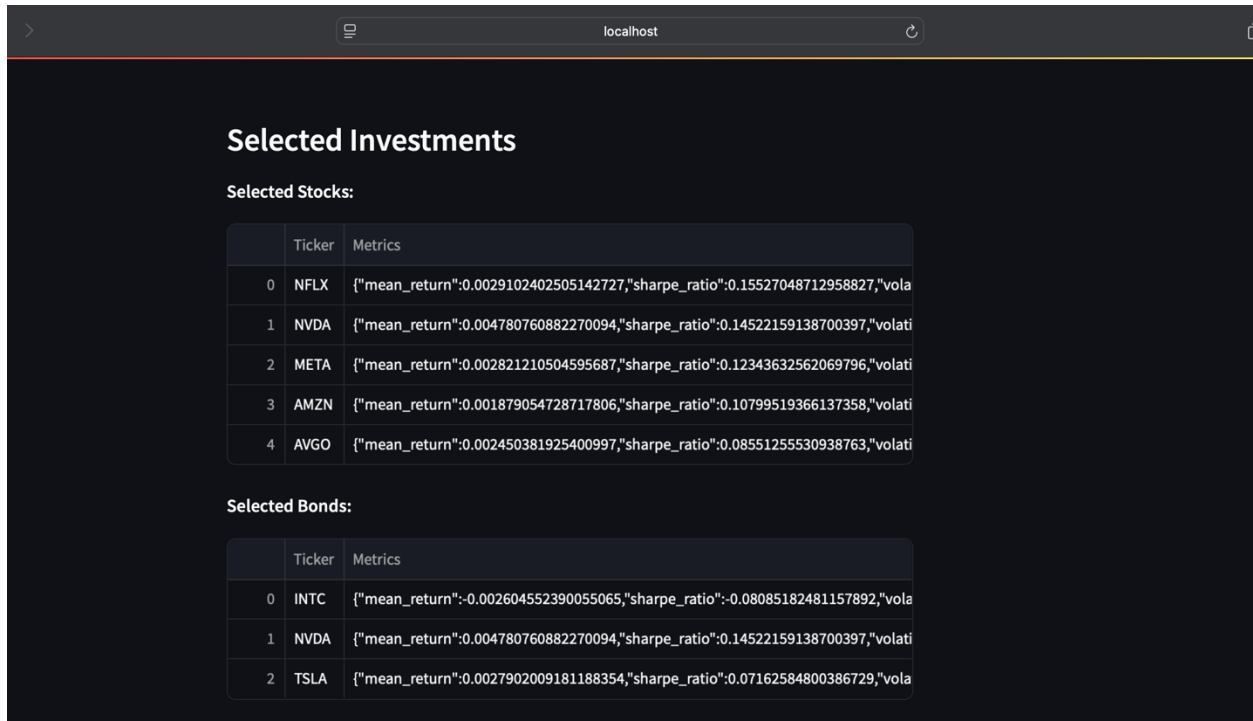 localhost
Selected Investments
Selected Stocks:
Ticker Metrics
0 NFLX {"mean_return":0.0029102402505142727,"sharpe_ratio":0.15527048712958827,"vola
1 NVDA {"mean_return":0.004780760882270094,"sharpe_ratio":0.14522159138700397,"volati
2 META {"mean_return":0.002821210504595687,"sharpe_ratio":0.12343632562069796,"volati
3 AMZN {"mean_return":0.001879054728717806,"sharpe_ratio":0.10799519366137358,"volati
4 AVGO {"mean_return":0.002450381925400997,"sharpe_ratio":0.08551255530938763,"volati
Selected Bonds:
Ticker Metrics
0 INTC {"mean_return":-0.002604552390055065,"sharpe_ratio":-0.08085182481157892,"vola
1 NVDA {"mean_return":0.004780760882270094,"sharpe_ratio":0.14522159138700397,"volati
2 TSLA {"mean_return":0.0027902009181188354,"sharpe_ratio":0.07162584800386729,"vola